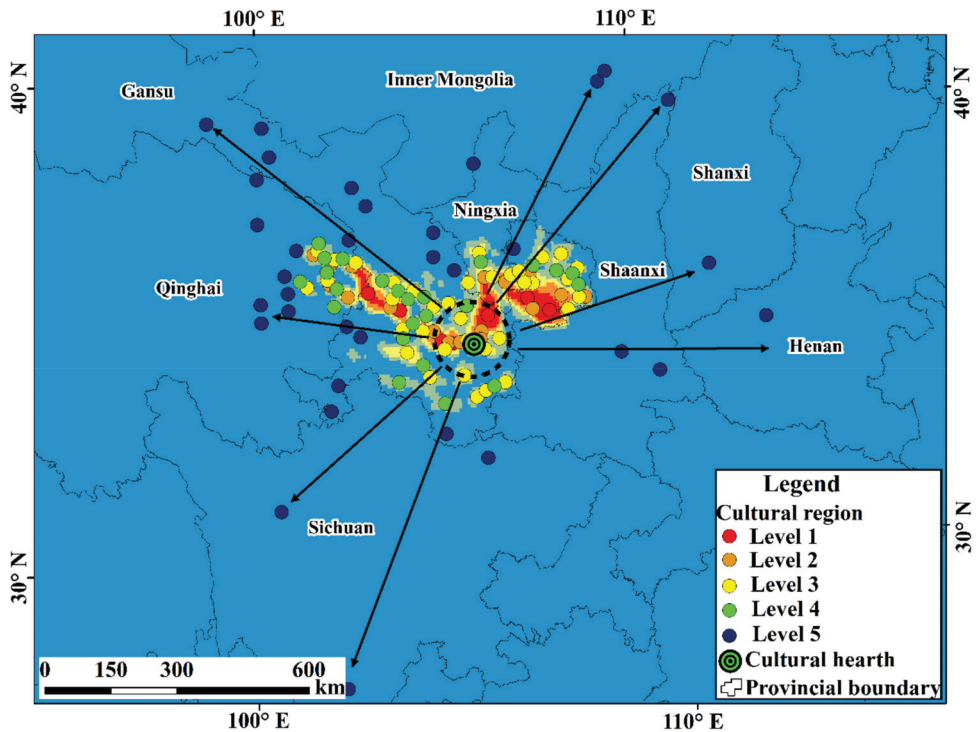 100° E 110° E
40° N
40° N
Gansu
Inner Mongolia
Shanxi
Ningxia
Shaanxi
Qinghai
Henan
Sichuan
30° N
30° N
Legend
Cultural region
Level 1
Level 2
Level 3
Level 4
Level 5
Cultural hearth
Provincial boundary
0 150 300 600
km
100° E 110° E